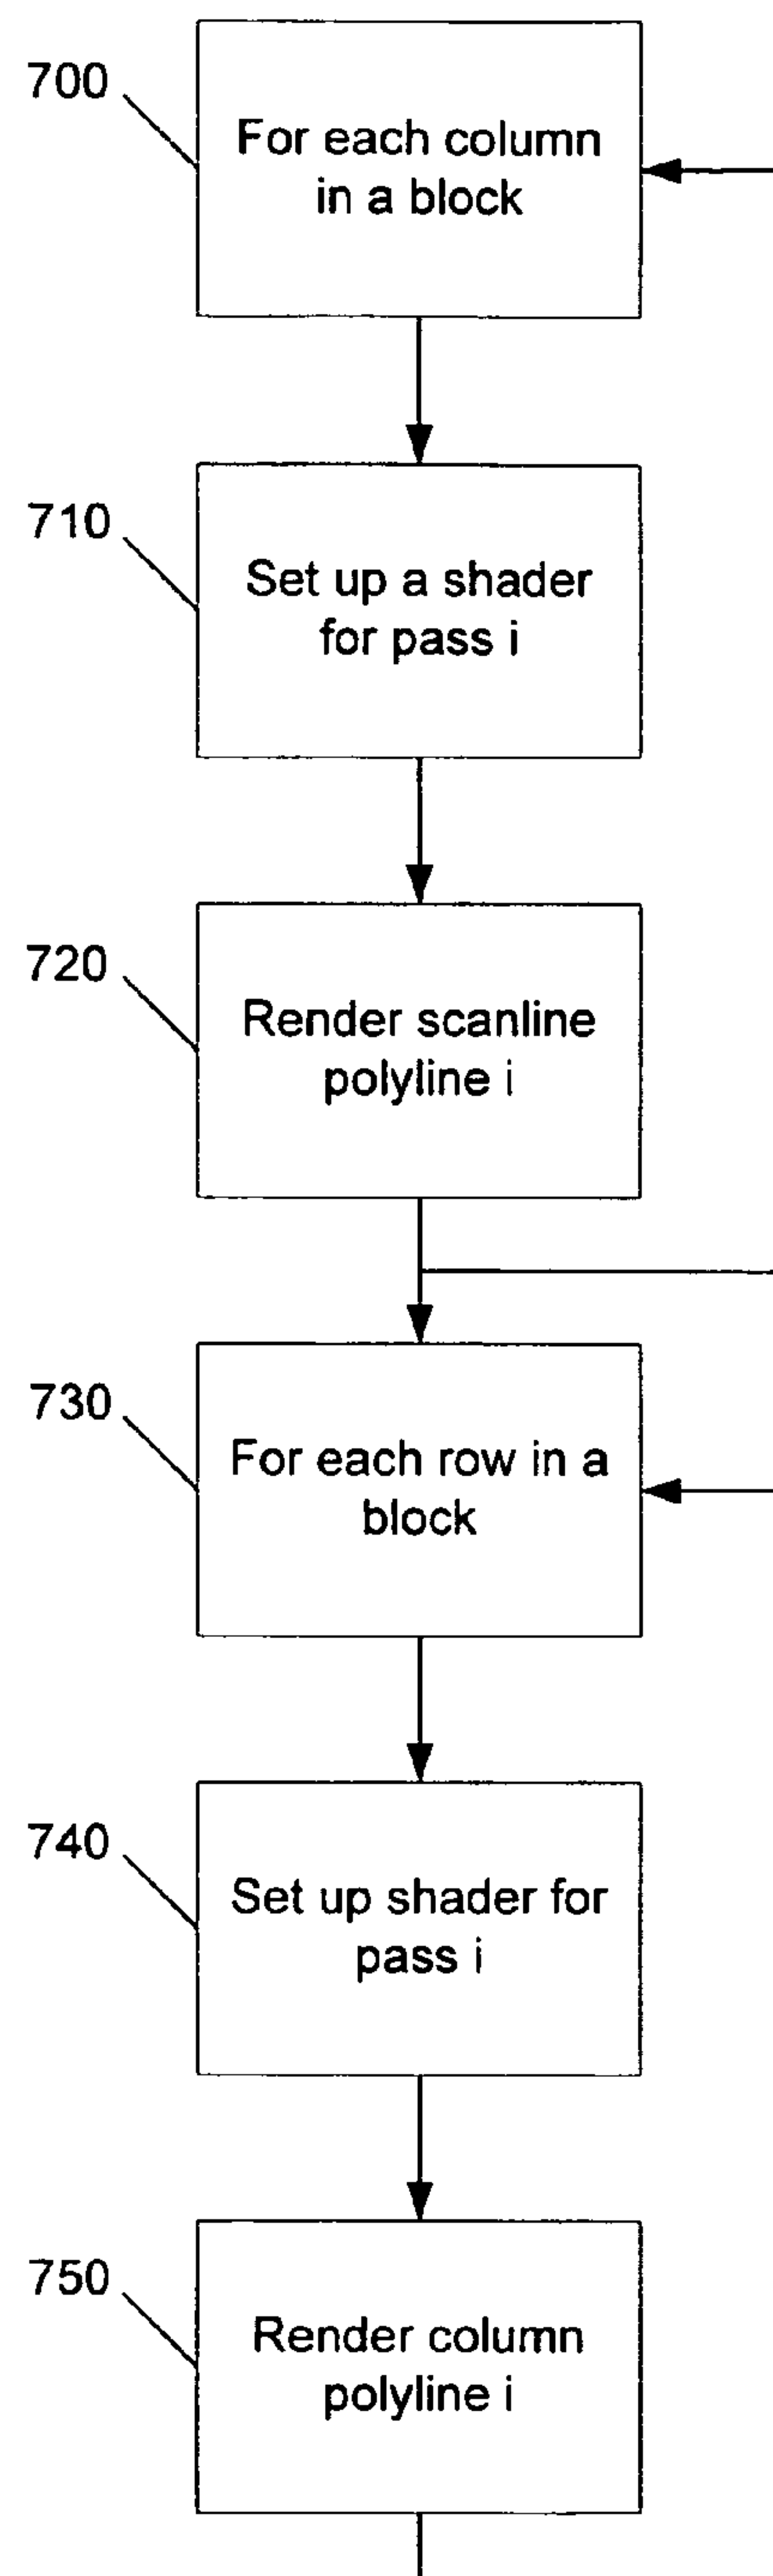 700
For each column
in a block
710
Set up a shader
for pass i
720
Render scanline
polyline i
730
For each row in a
block
740
Set up shader for
pass i
750
Render column
polyline i